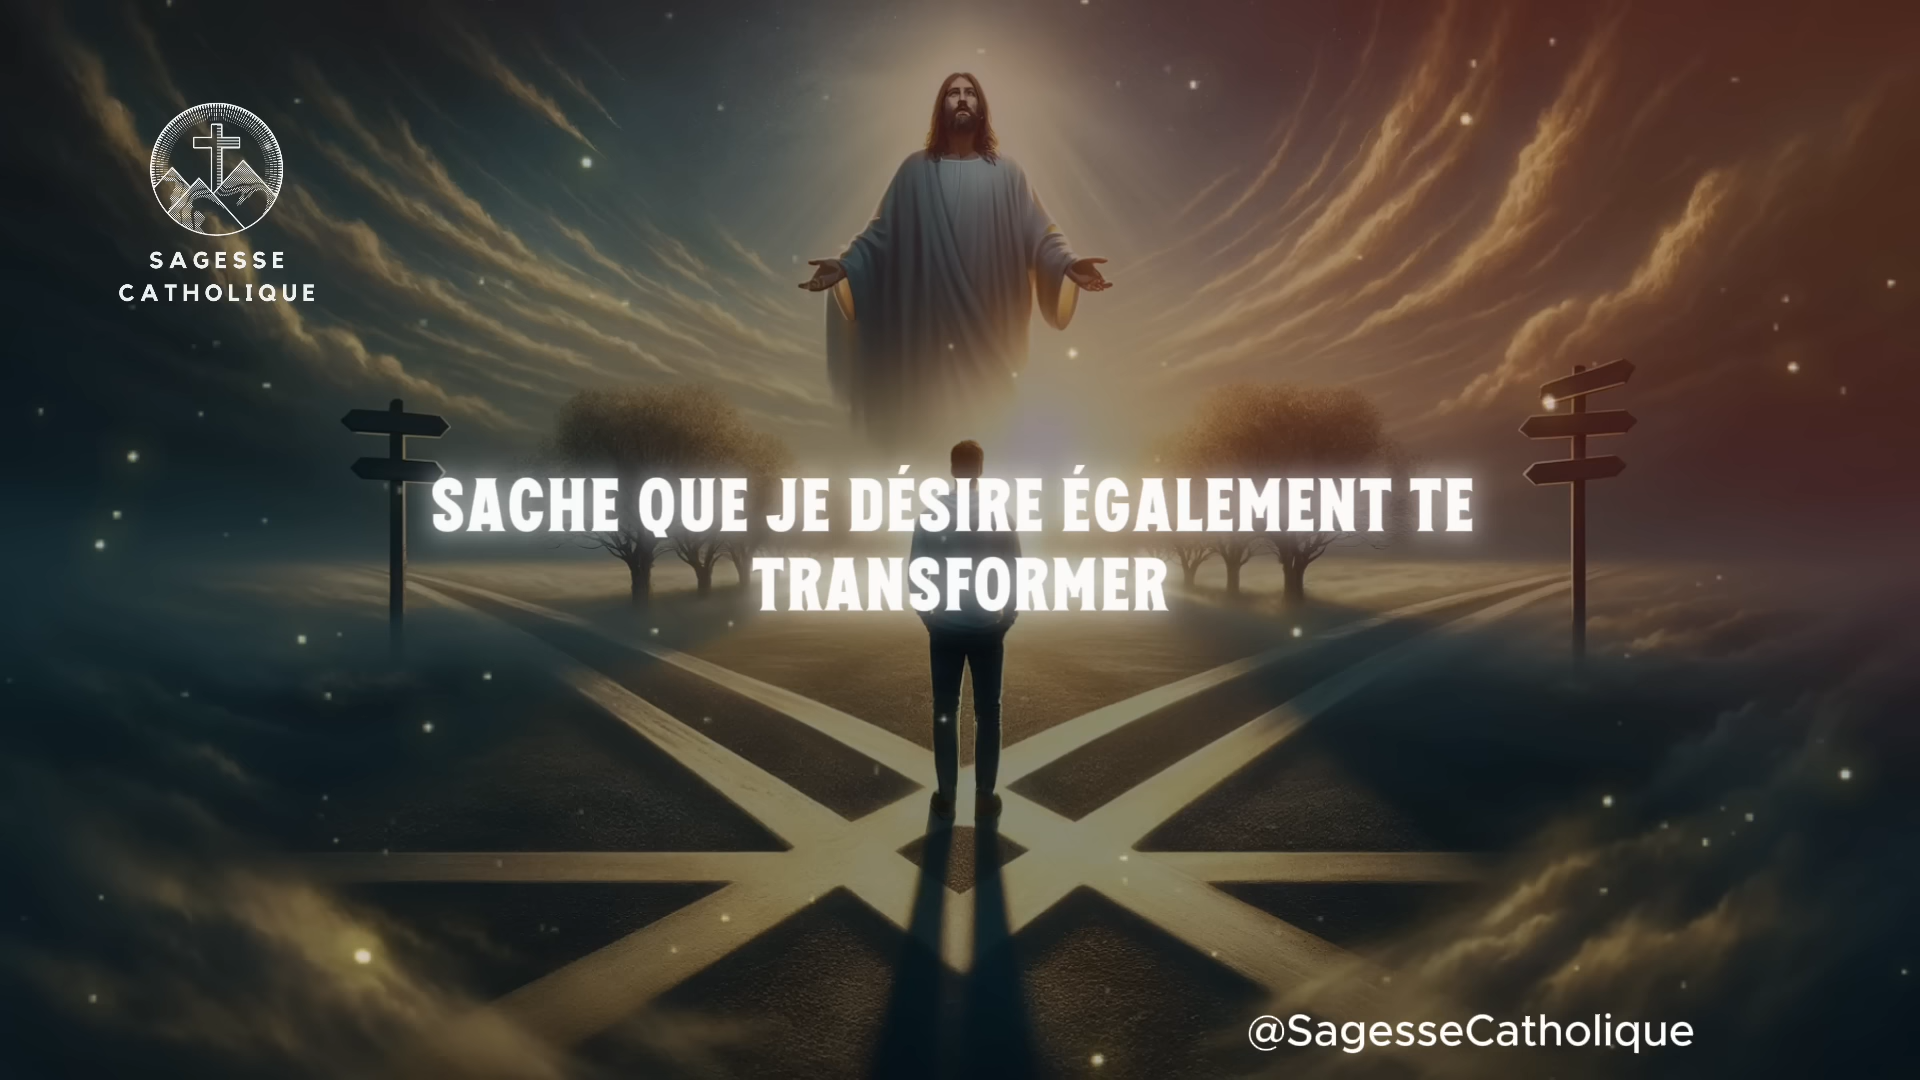 SAGESSE
CATHOLIQUE
SACHE QUE JE DÉSIRE ÉGALEMENT TE
TRANSFORMER
@SagesseCatholique